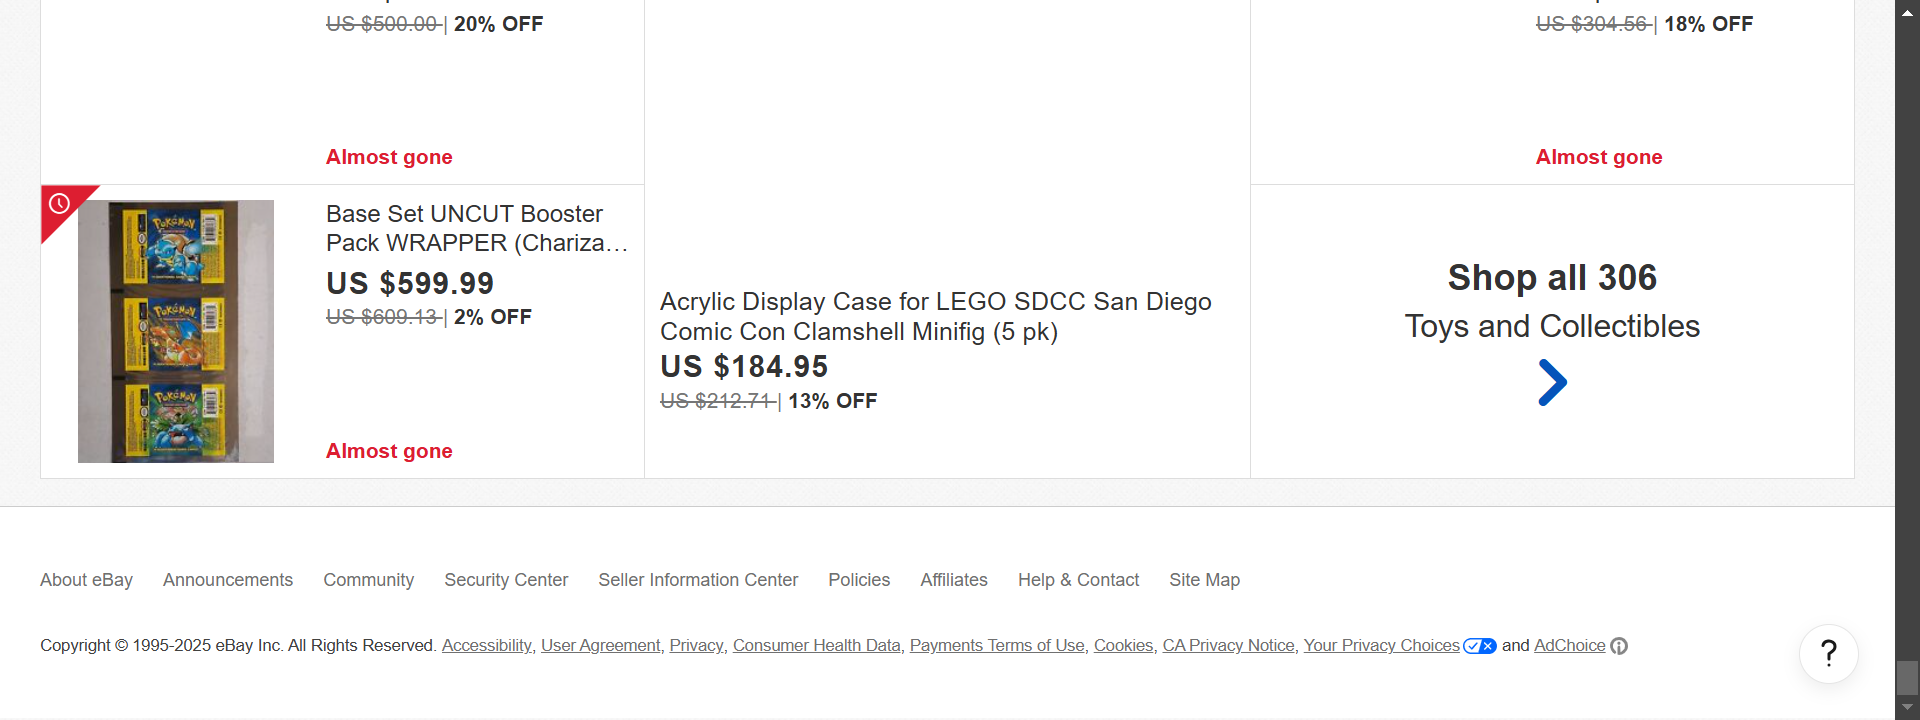 US $500.00 | 20% OFF
Almost gone
US $304.56 | 18% OFF
Almost gone
Pokémon
Pokémon
Pokémon
Base Set UNCUT Booster
Pack WRAPPER (Chariza…
US $599.99
US $609.13 | 2% OFF
Almost gone
Acrylic Display Case for LEGO SDCC San Diego
Comic Con Clamshell Minifig (5 pk)
US $184.95
US $212.71 | 13% OFF
Shop all 306
Toys and Collectibles
About eBay Announcements Community Security Center Seller Information Center Policies Affiliates Help & Contact Site Map
Copyright © 1995-2025 eBay Inc. All Rights Reserved. Accessibility, User Agreement, Privacy, Consumer Health Data, Payments Terms of Use, Cookies, CA Privacy Notice, Your Privacy Choices and AdChoice
?